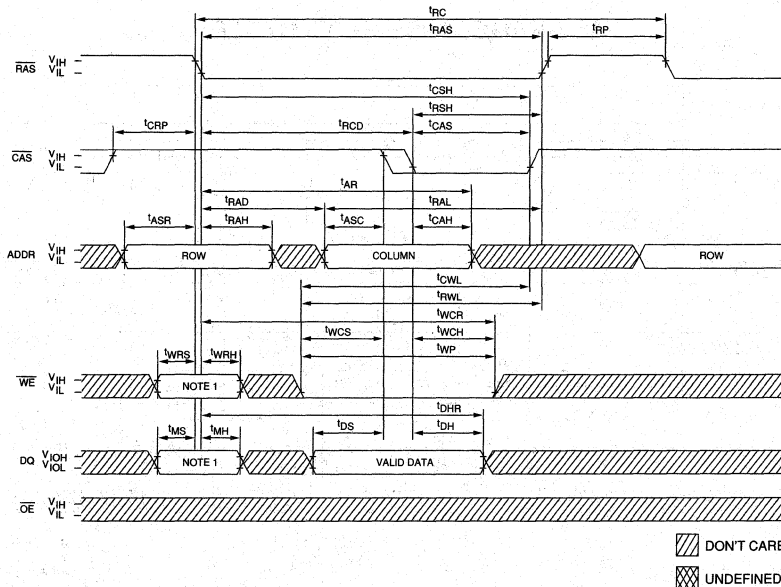 tRC
tRAS tRP
RAS VIH
VIL
tCSH
tRSH
tCRP tRCD tCAS
CAS VIH
VIL
tAR
tRAD tRAL
tASR tRAH tASC tCAH
ADDR VIH
VIL
ROW COLUMN ROW
tCWL
tRWL
tWCR
tWCS tWCH
tWRS tWRH tWP
WE VIH
VIL
NOTE 1
tDHR
tMS tMH tDS tDH
DQ VIOH
VIOL
NOTE 1 VALID DATA
OE VIH
VIL
DON'T CARE
UNDEFINED